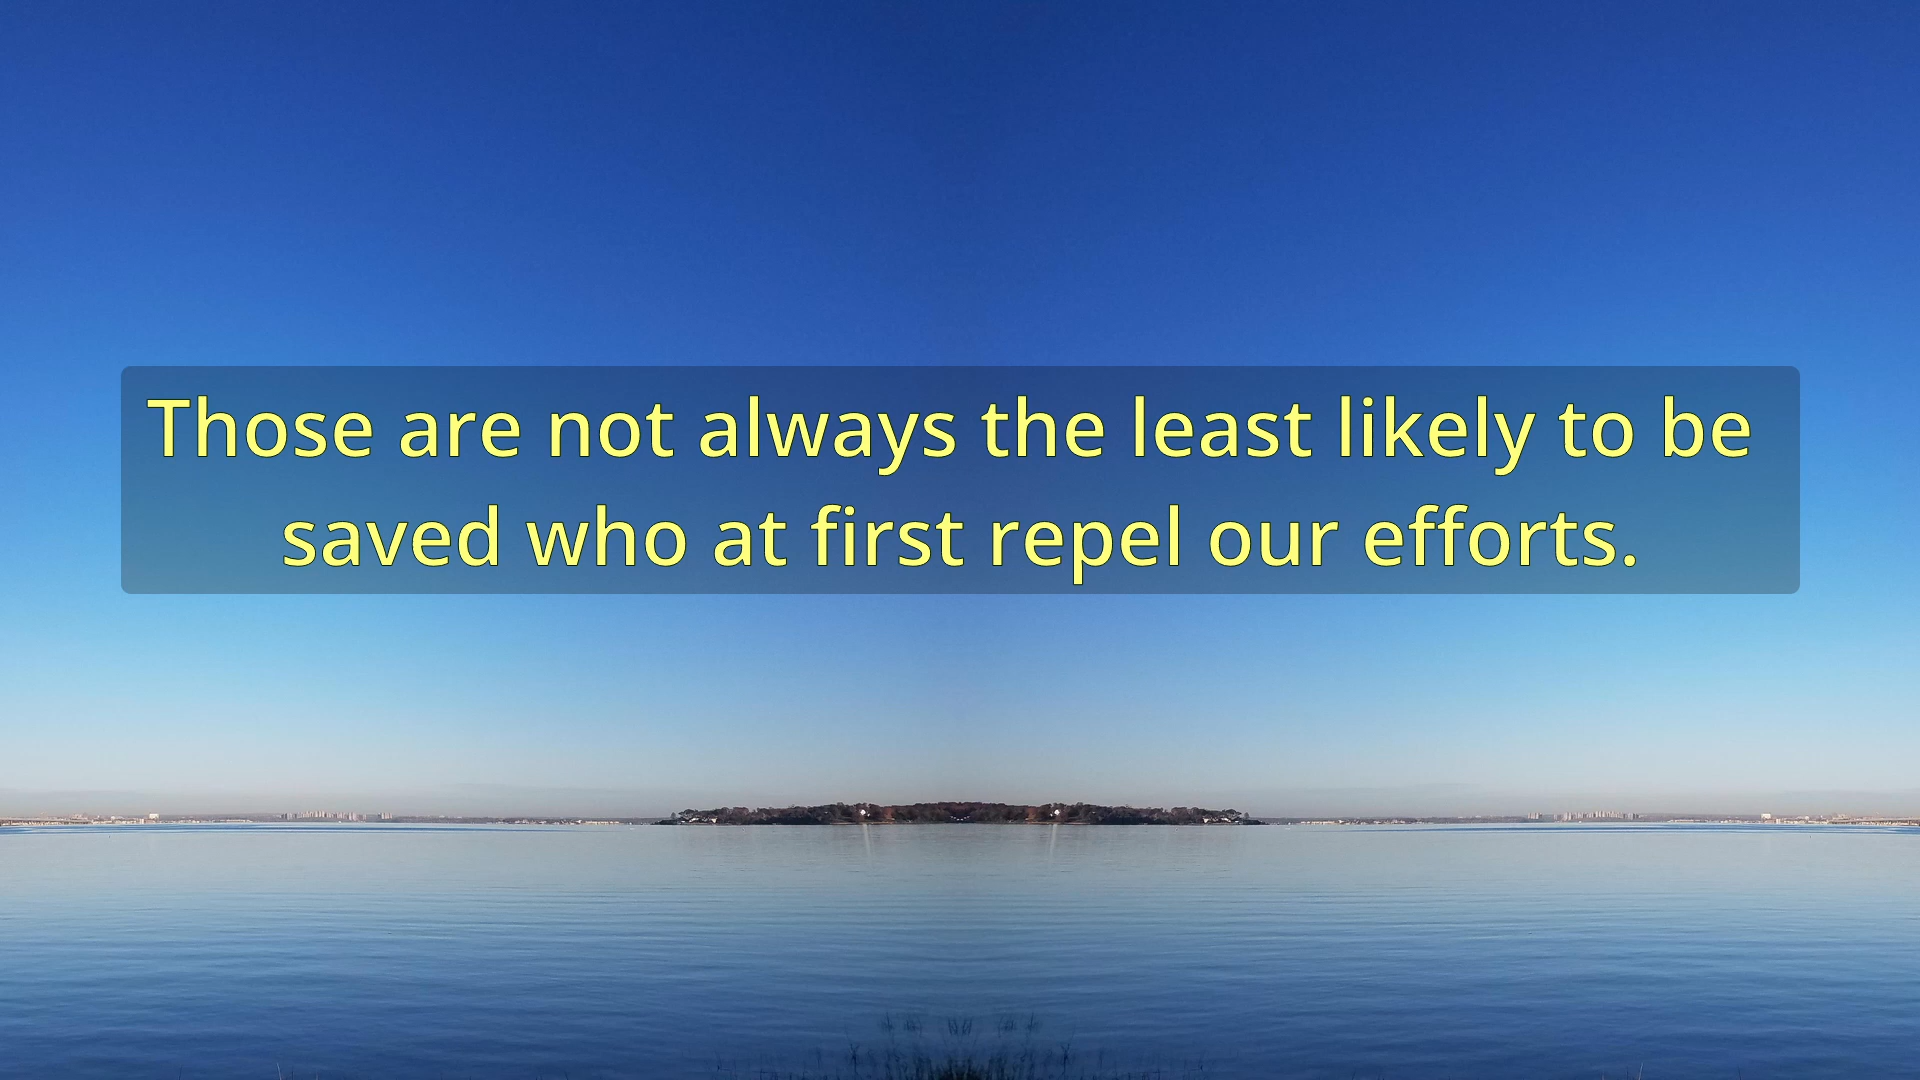 Those are not always the least likely to be
saved who at first repel our efforts.